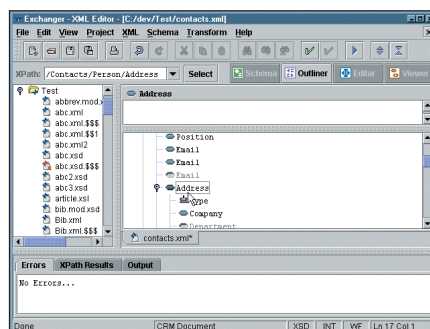 Exchanger - XML Editor - [C:/dev/Test/contacts.xml]
File Edit View Project XML Schema Transform Help
XPath: /Contacts/Person/Address Select Schema Outliner Editor Viewer
Test
abbrev.mod.x
abc.xml
abc.xml.$$$
abc.xml.$$1
abc.xml2
abc.xsd
abc.xsd.$$$
abc2.xsd
abc3.xsd
article.xsl
bib.mod.xsd
Bib.xml
Bib.xml.$$$
Address
Position
Email
Email
Email
Address
Type
Company
Department
contacts.xml*
Errors XPath Results Output
No Errors...
Done CRM Document XSD INT WF Ln 17 Col 1